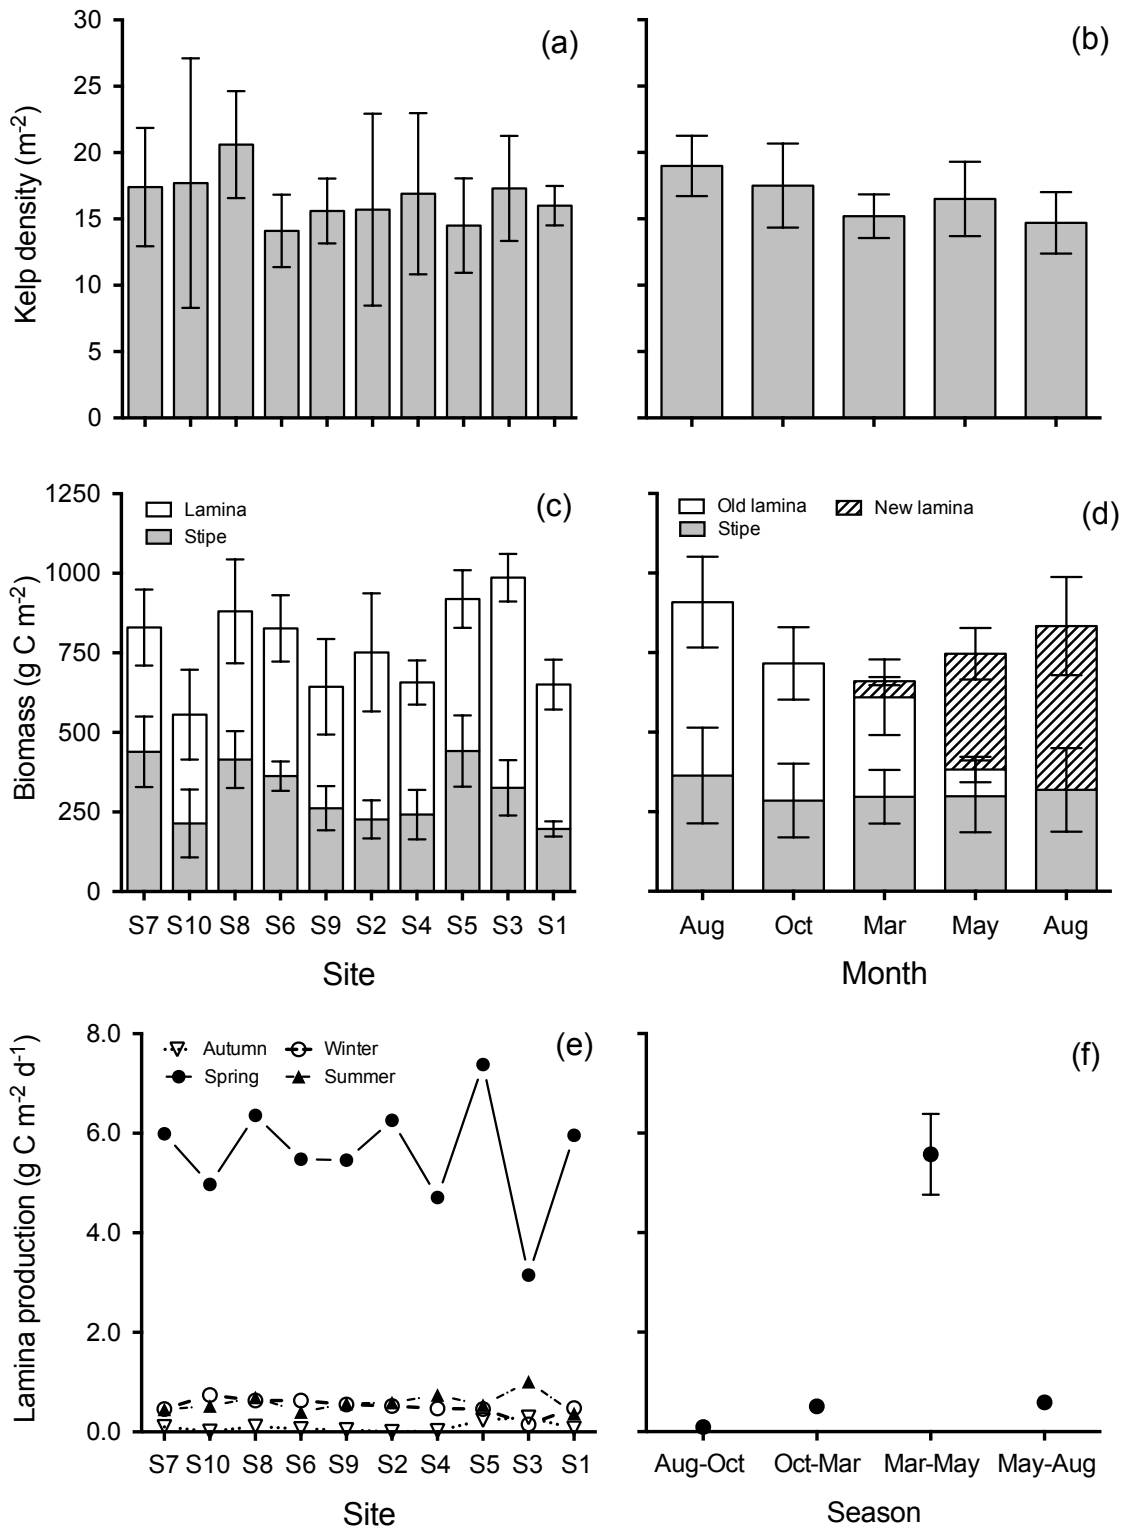 30
25
20
15
10
5
0
Kelp density (m-2)
(a)
(b)
1250
1000
750
500
250
0
Biomass (g C m-2)
Lamina
Stipe
(c)
S7 S10 S8 S6 S9 S2 S4 S5 S3 S1
Site
Old lamina New lamina
Stipe
(d)
Aug Oct Mar May Aug
Month
8.0
6.0
4.0
2.0
0.0
Lamina production (g C m-2 d-1)
Autumn Winter
Spring Summer
(e)
S7 S10 S8 S6 S9 S2 S4 S5 S3 S1
Site
(f)
Aug-Oct Oct-Mar Mar-May May-Aug
Season